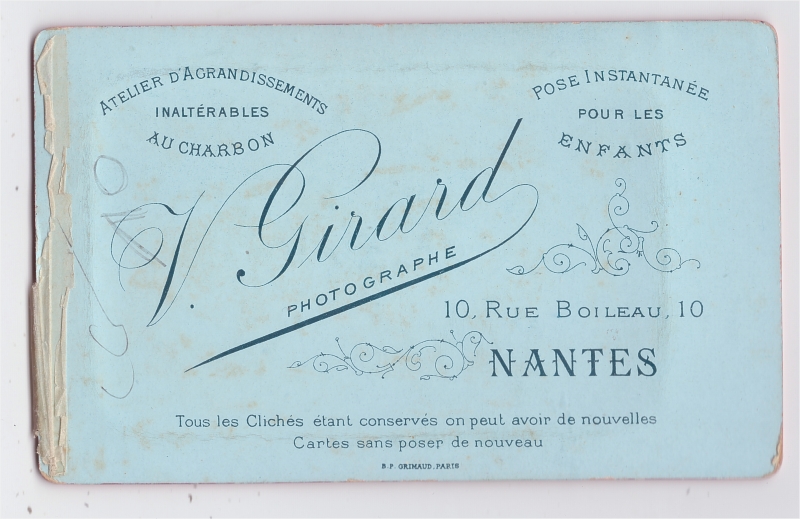 ATELIER D'AGRANDISSEMENTS
INALTÉRABLES
AU CHARBON
POSE INSTANTANÉE
POUR LES
ENFANTS
V. Girard
PHOTOGRAPHE
10, RUE BOILEAU, 10
NANTES
Tous les Clichés étant conservés on peut avoir de nouvelles
Cartes sans poser de nouveau
B.P. GRIMAUD. PARIS